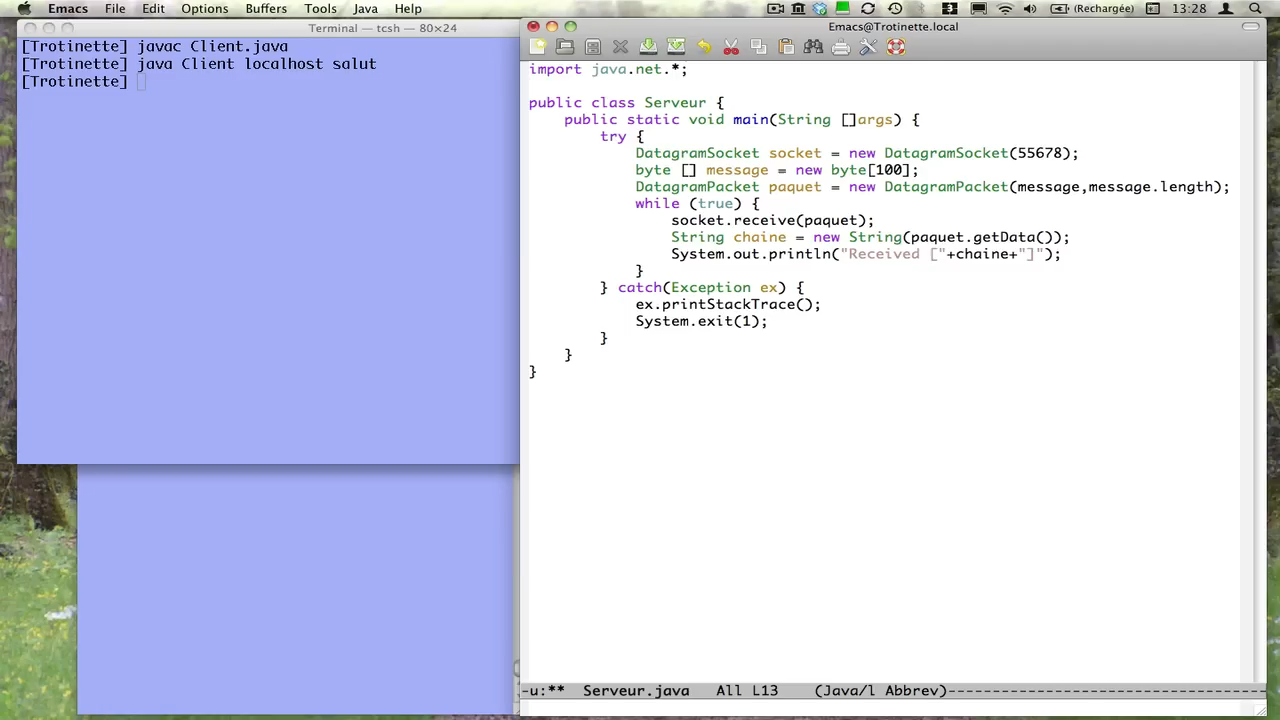 Emacs File Edit Options Buffers Tools Java Help (Rechargée) 13:28
Terminal — tcsh — 80×24
[Trotinette] javac Client.java
[Trotinette] java Client localhost salut
[Trotinette]
Emacs@Trotinette.local
import java.net.*;
public class Serveur {
public static void main(String []args) {
try {
DatagramSocket socket = new DatagramSocket(55678);
byte [] message = new byte[100];
DatagramPacket paquet = new DatagramPacket(message,message.length);
while (true) {
socket.receive(paquet);
String chaine = new String(paquet.getData());
System.out.println("Received ["+chaine+"]");
}
} catch(Exception ex) {
ex.printStackTrace();
System.exit(1);
}
}
}
-u:** Serveur.java All L13 (Java/l Abbrev)------------------------------------